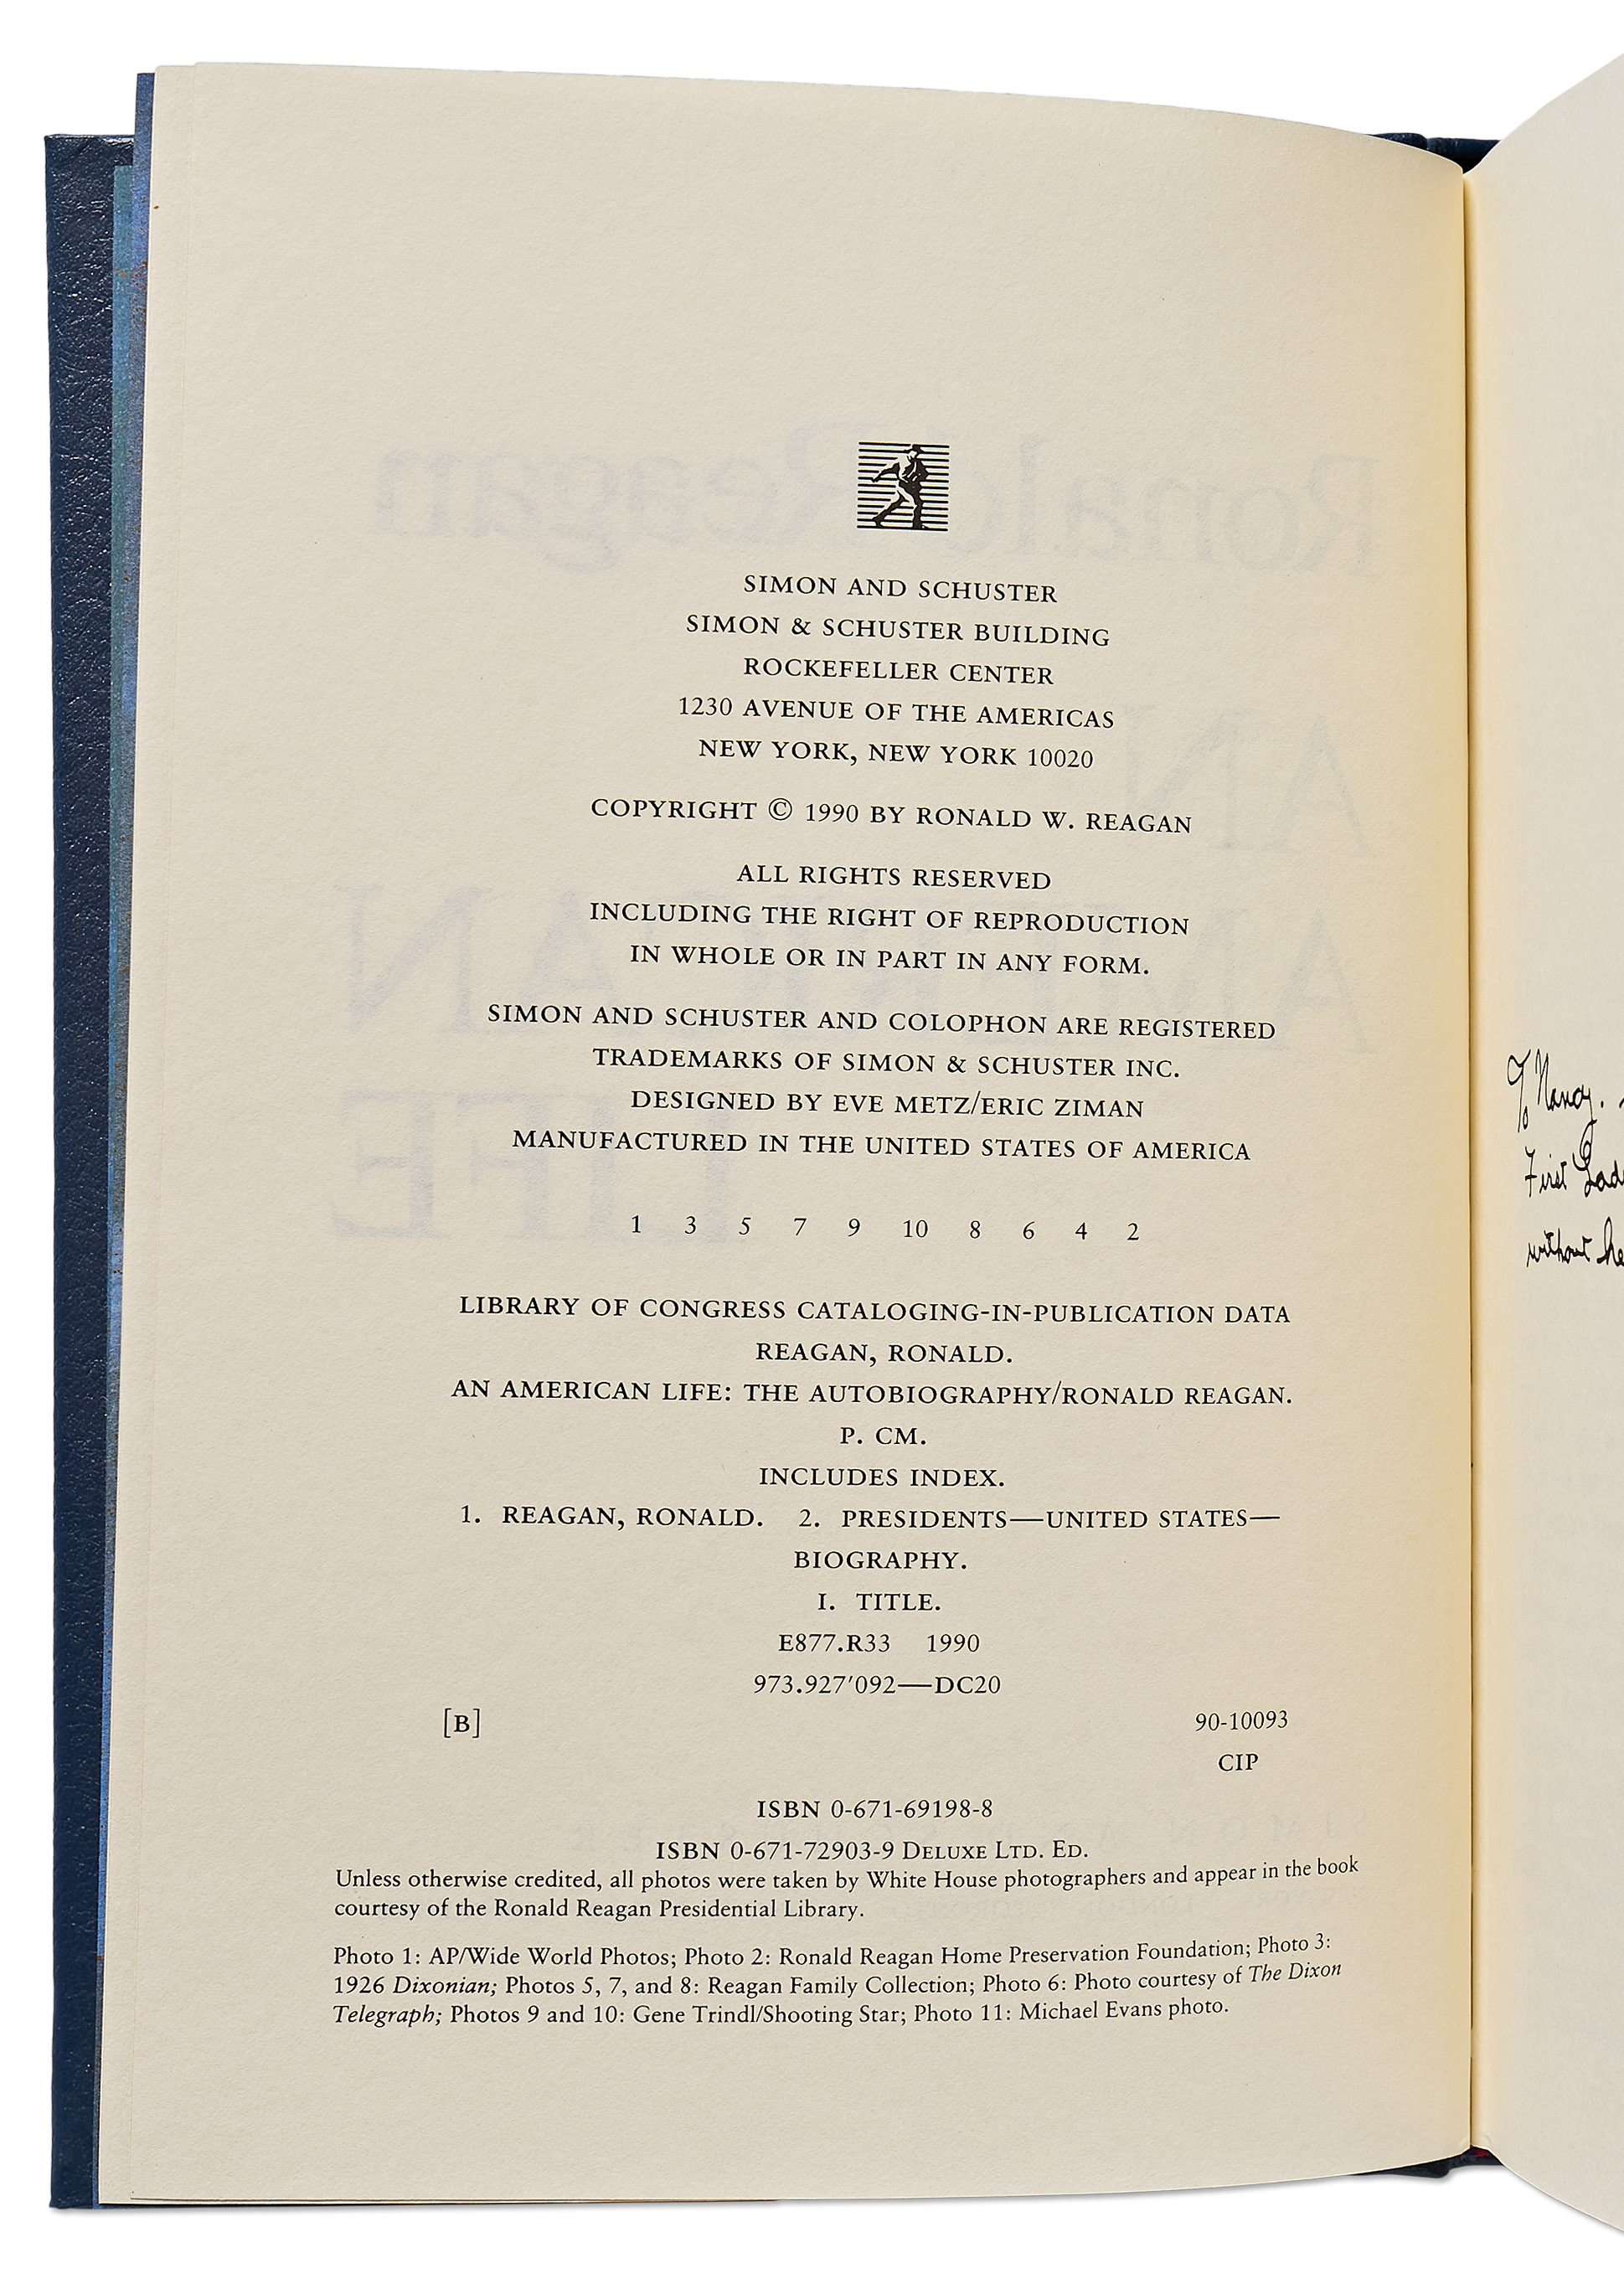 SIMON AND SCHUSTER
SIMON & SCHUSTER BUILDING
ROCKEFELLER CENTER
1230 AVENUE OF THE AMERICAS
NEW YORK, NEW YORK 10020
COPYRIGHT © 1990 BY RONALD W. REAGAN
ALL RIGHTS RESERVED
INCLUDING THE RIGHT OF REPRODUCTION
IN WHOLE OR IN PART IN ANY FORM.
SIMON AND SCHUSTER AND COLOPHON ARE REGISTERED
TRADEMARKS OF SIMON & SCHUSTER INC.
DESIGNED BY EVE METZ/ERIC ZIMAN
MANUFACTURED IN THE UNITED STATES OF AMERICA
1 3 5 7 9 10 8 6 4 2
LIBRARY OF CONGRESS CATALOGING-IN-PUBLICATION DATA
REAGAN, RONALD.
AN AMERICAN LIFE: THE AUTOBIOGRAPHY/RONALD REAGAN.
P. CM.
INCLUDES INDEX.
1. REAGAN, RONALD. 2. PRESIDENTS—UNITED STATES—
BIOGRAPHY.
I. TITLE.
E877.R33 1990
973.927'092—DC20
[B] 90-10093
CIP
ISBN 0-671-69198-8
ISBN 0-671-72903-9 DELUXE LTD. ED.
Unless otherwise credited, all photos were taken by White House photographers and appear in the book
courtesy of the Ronald Reagan Presidential Library.
Photo 1: AP/Wide World Photos; Photo 2: Ronald Reagan Home Preservation Foundation; Photo 3:
1926 Dixonian; Photos 5, 7, and 8: Reagan Family Collection; Photo 6: Photo courtesy of The Dixon
Telegraph; Photos 9 and 10: Gene Trindl/Shooting Star; Photo 11: Michael Evans photo.
To Nancy.
First
without